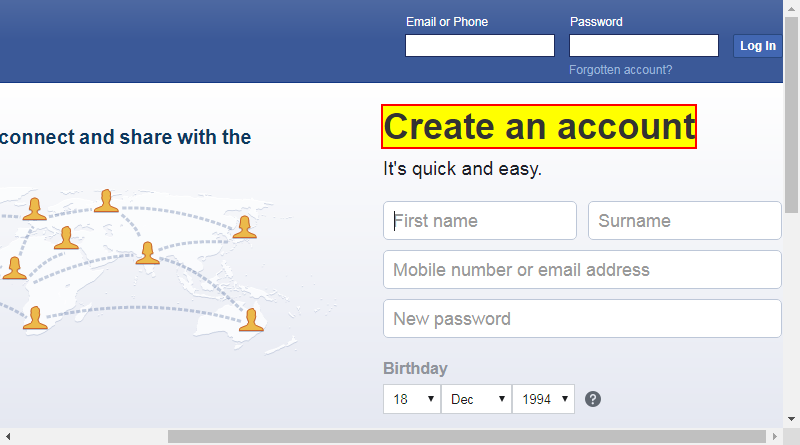 Email or Phone
Password
Log In
Forgotten account?
connect and share with the
Create an account
It's quick and easy.
First name
Surname
Mobile number or email address
New password
Birthday
18
Dec
1994
?